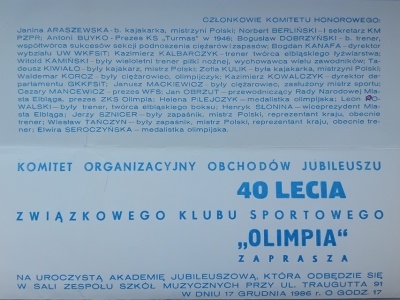 CZŁONKOWIE KOMITETU HONOROWEGO:
Janina ARASZEWSKA – b. kajakarka, mistrzyni Polski; Norbert BERLIŃSKI – I sekretarz KM
PZPR; Antoni BUYKO – Prezes KS „Turmas” w 1946; Bogusław DOBRZYŃSKI – b. trener,
współtwórca sukcesów sekcji podnoszenia ciężarów i zapasów; Bogdan KANAFA – dyrektor
wydziału UW WKFSiT; Kazimierz KALBARCZYK – trener twórca elbląskiego łyżwiarstwa;
Witold KAMIŃSKI – były wieloletni trener piłki nożnej, wychowawca wielu zawodników; Ta-
deusz KIWIAŁO – były kajakarz, mistrz Polski; Zofia KULIK – była kajakarka, mistrzyni Polski;
Waldemar KORCZ – były ciężarowiec, olimpijczyk; Kazimierz KOWALCZYK – dyrektor de-
partamentu GKKFSiT; Janusz MAĆKIEWICZ – były ciężarowiec, zasłużony mistrz sportu;
Cezary MANCEWICZ – prezes WFS; Jan OBRZUT – przewodniczący Rady Narodowej Mia-
sta Elbląga, prezes ZKS Olimpia; Helena PILEJCZYK – medalistka olimpijska; Leon KO-
WALSKI – były trener, twórca elbląskiego boksu; Henryk SŁONINA – wiceprezydent Mia-
sta Elbląga; Jerzy SZNICER – były zapaśnik, mistrz Polski, reprezentant kraju, obecnie
trener; Wiesław TANCZYN – były zapaśnik, mistrz Polski, reprezentant kraju, obecnie tre-
ner; Elwira SEROCZYŃSKA – medalistka olimpijska.
KOMITET ORGANIZACYJNY OBCHODÓW JUBILEUSZU
40 LECIA
ZWIĄZKOWEGO KLUBU SPORTOWEGO
„OLIMPIA”
ZAPRASZA
NA UROCZYSTĄ AKADEMIĘ JUBILEUSZOWĄ, KTÓRA ODBĘDZIE SIĘ
W SALI ZESPOŁU SZKÓŁ MUZYCZNYCH PRZY UL. TRAUGUTTA 91
W DNIU 17 GRUDNIA 1986 r. O GODZ. 17